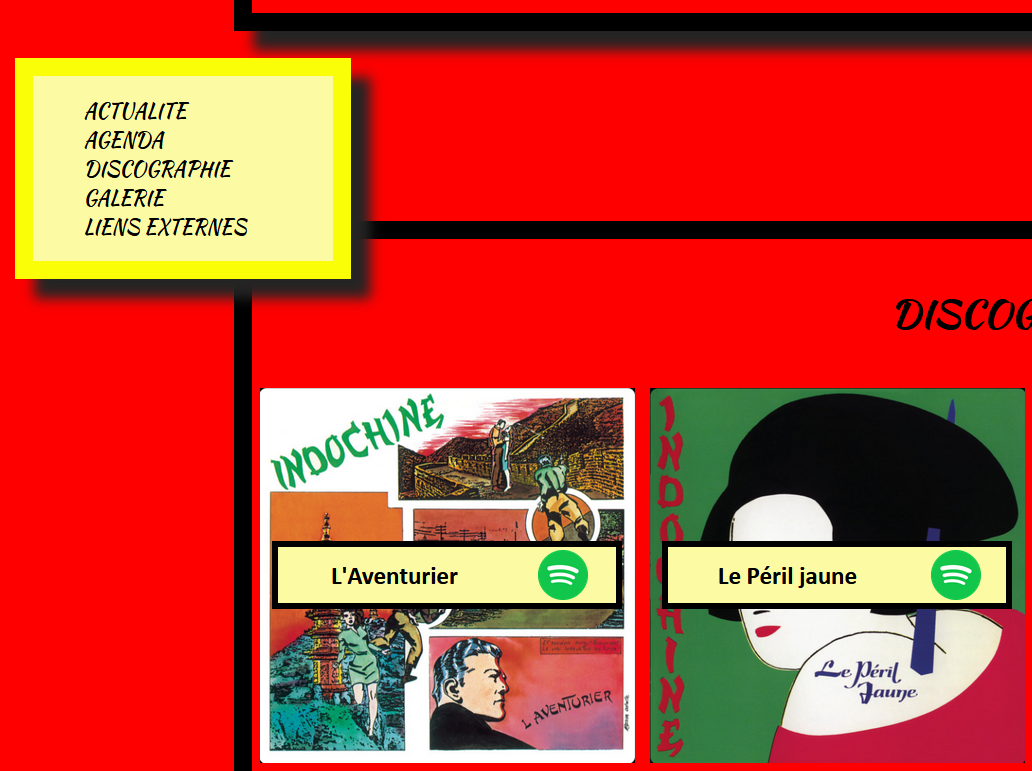 ACTUALITE
AGENDA
DISCOGRAPHIE
GALERIE
LIENS EXTERNES
DISCOG
INDOCHINE
L'Aventurier
L'AVENTURIER
INDOCHINE
Le Péril jaune
Le Péril
Jaune